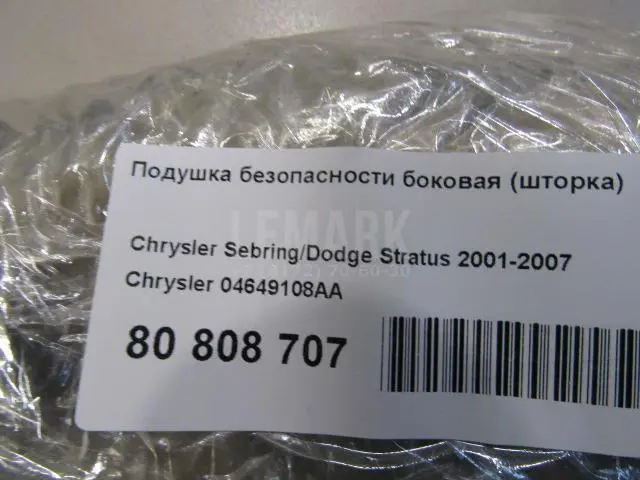 Подушка безопасности боковая (шторка)
LEMARK
Chrysler Sebring/Dodge Stratus 2001-2007
Chrysler 04649108AA
80 808 707